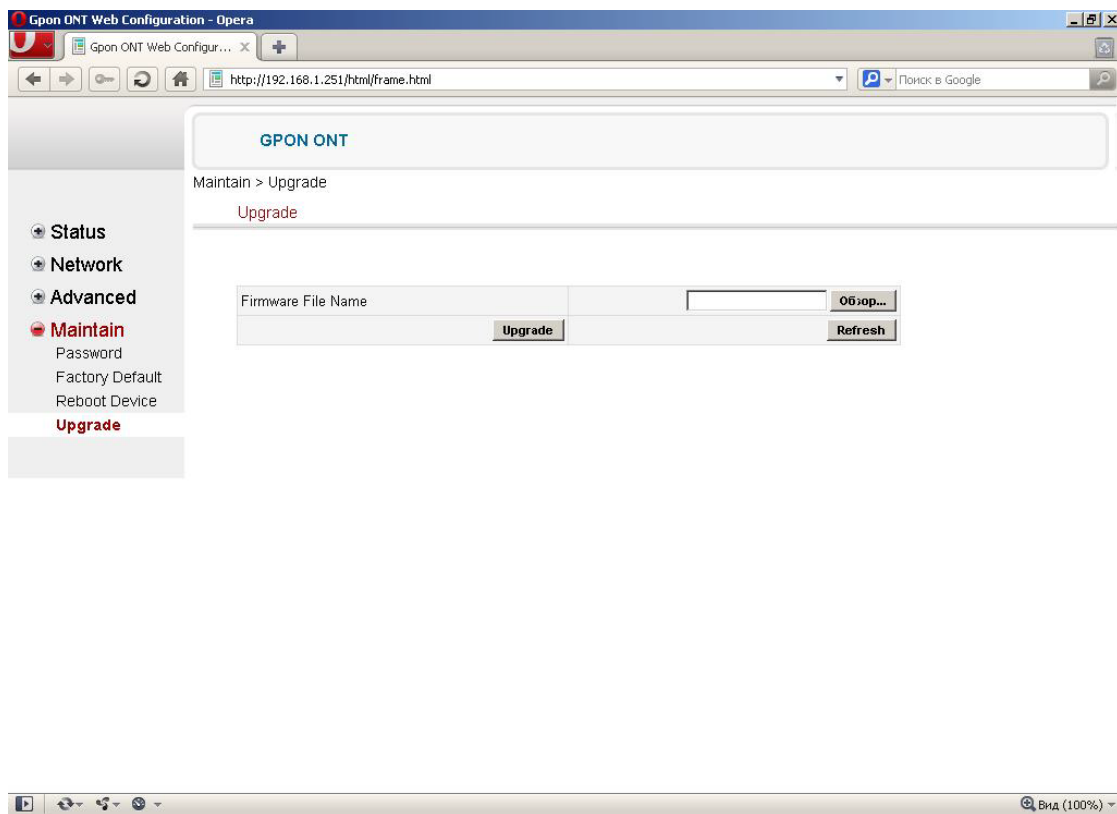 Gpon ONT Web Configuration - Opera
Gpon ONT Web Configur...
http://192.168.1.251/html/frame.html
Поиск в Google
GPON ONT
Maintain > Upgrade
Upgrade
Status
Network
Advanced
Maintain
Password
Factory Default
Reboot Device
Upgrade
Firmware File Name
Обзор...
Upgrade
Refresh
Вид (100%)